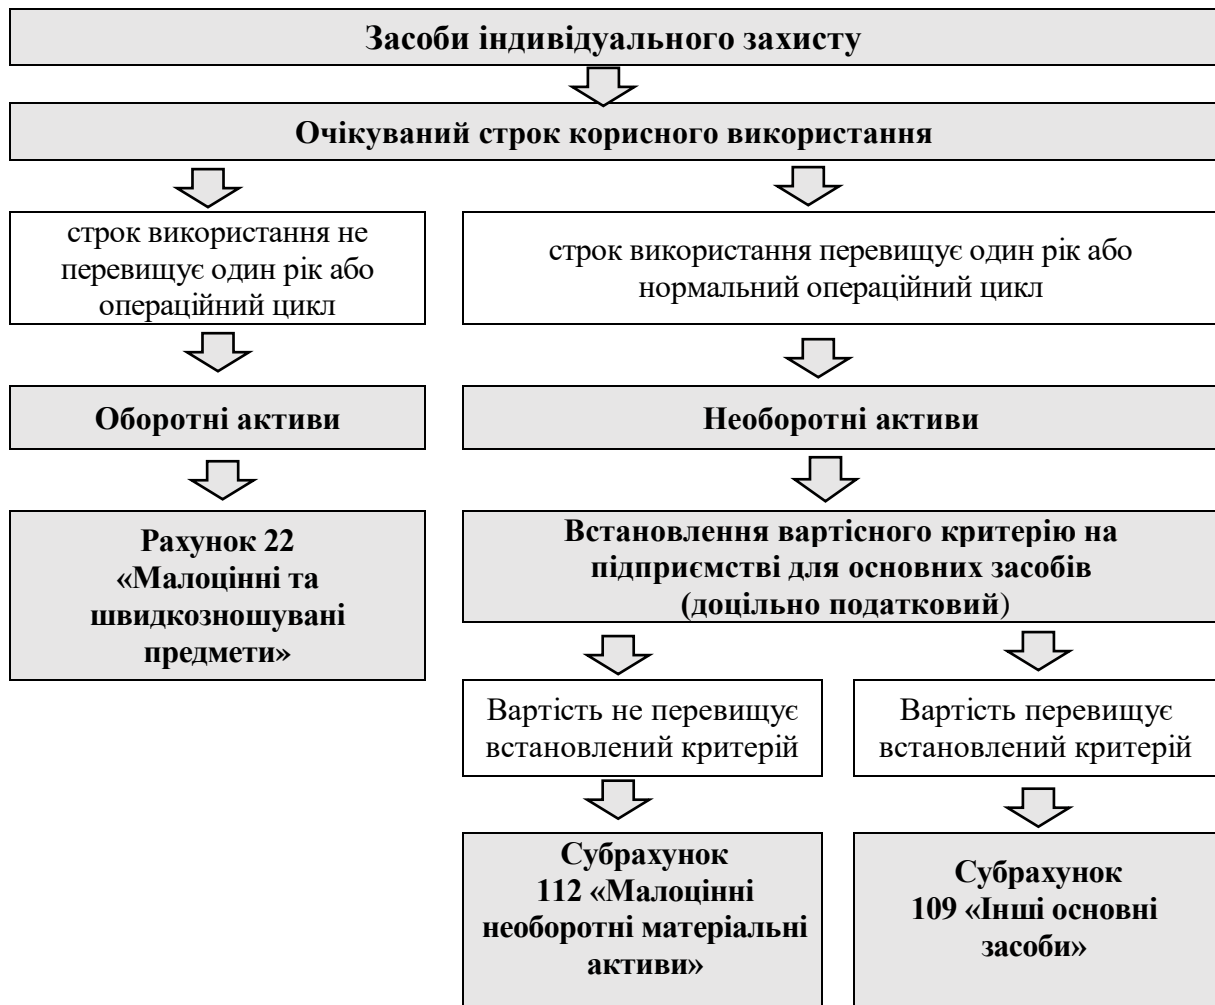 Засоби індивідуального захисту
Очікуваний строк корисного використання
строк використання не
перевищує один рік або
операційний цикл
строк використання перевищує один рік або
нормальний операційний цикл
Оборотні активи
Необоротні активи
Рахунок 22
«Малоцінні та
швидкозношувані
предмети»
Встановлення вартісного критерію на
підприємстві для основних засобів
(доцільно податковий)
Вартість не перевищує
встановлений критерій
Вартість перевищує
встановлений критерій
Субрахунок
112 «Малоцінні
необоротні матеріальні
активи»
Субрахунок
109 «Інші основні
засоби»